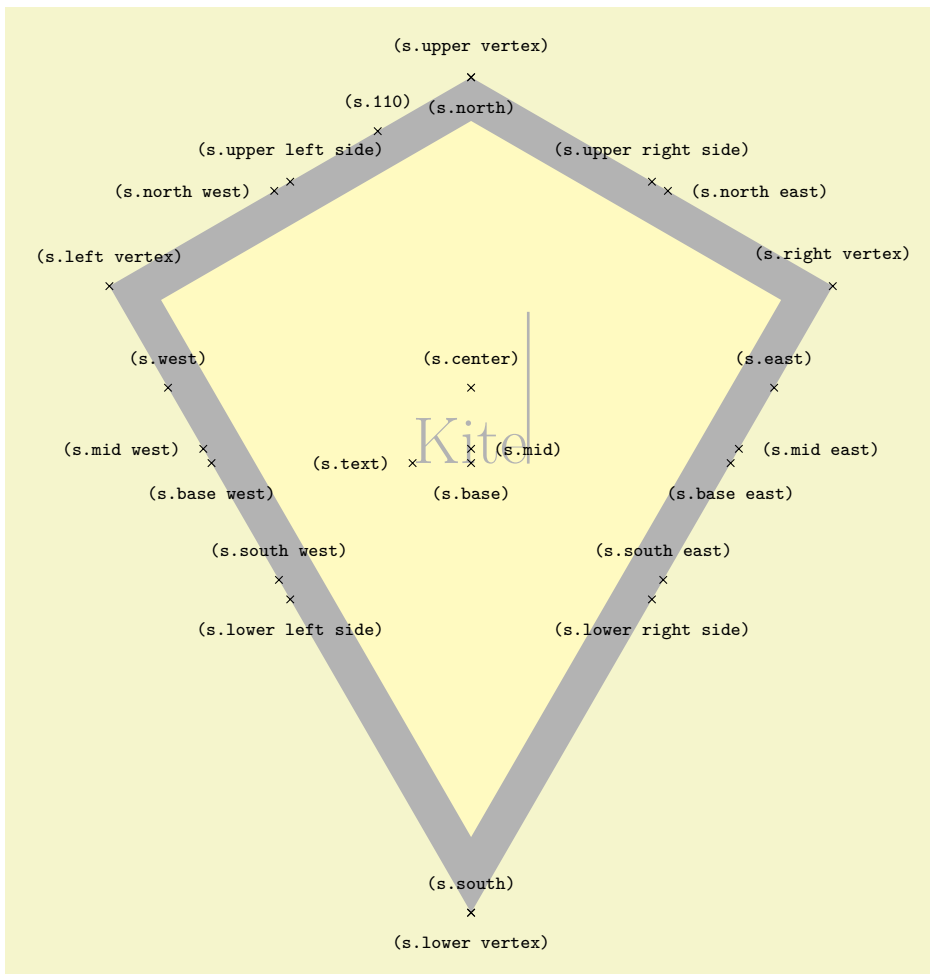 (s.upper vertex)
(s.110)
(s.north)
(s.upper left side)
(s.upper right side)
(s.north west)
(s.north east)
(s.left vertex)
(s.right vertex)
(s.west)
(s.center)
(s.east)
Kite
(s.mid west)
(s.mid)
(s.mid east)
(s.text)
(s.base west)
(s.base)
(s.base east)
(s.south west)
(s.south east)
(s.lower left side)
(s.lower right side)
(s.south)
(s.lower vertex)